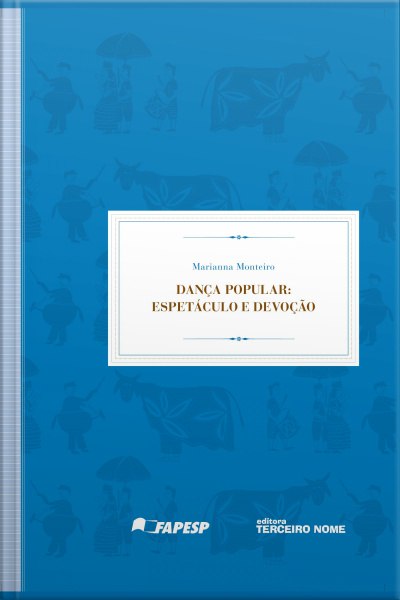 Marianna Monteiro
DANÇA POPULAR:
ESPETÁCULO E DEVOÇÃO
FAPESP
editora
TERCEIRO NOME